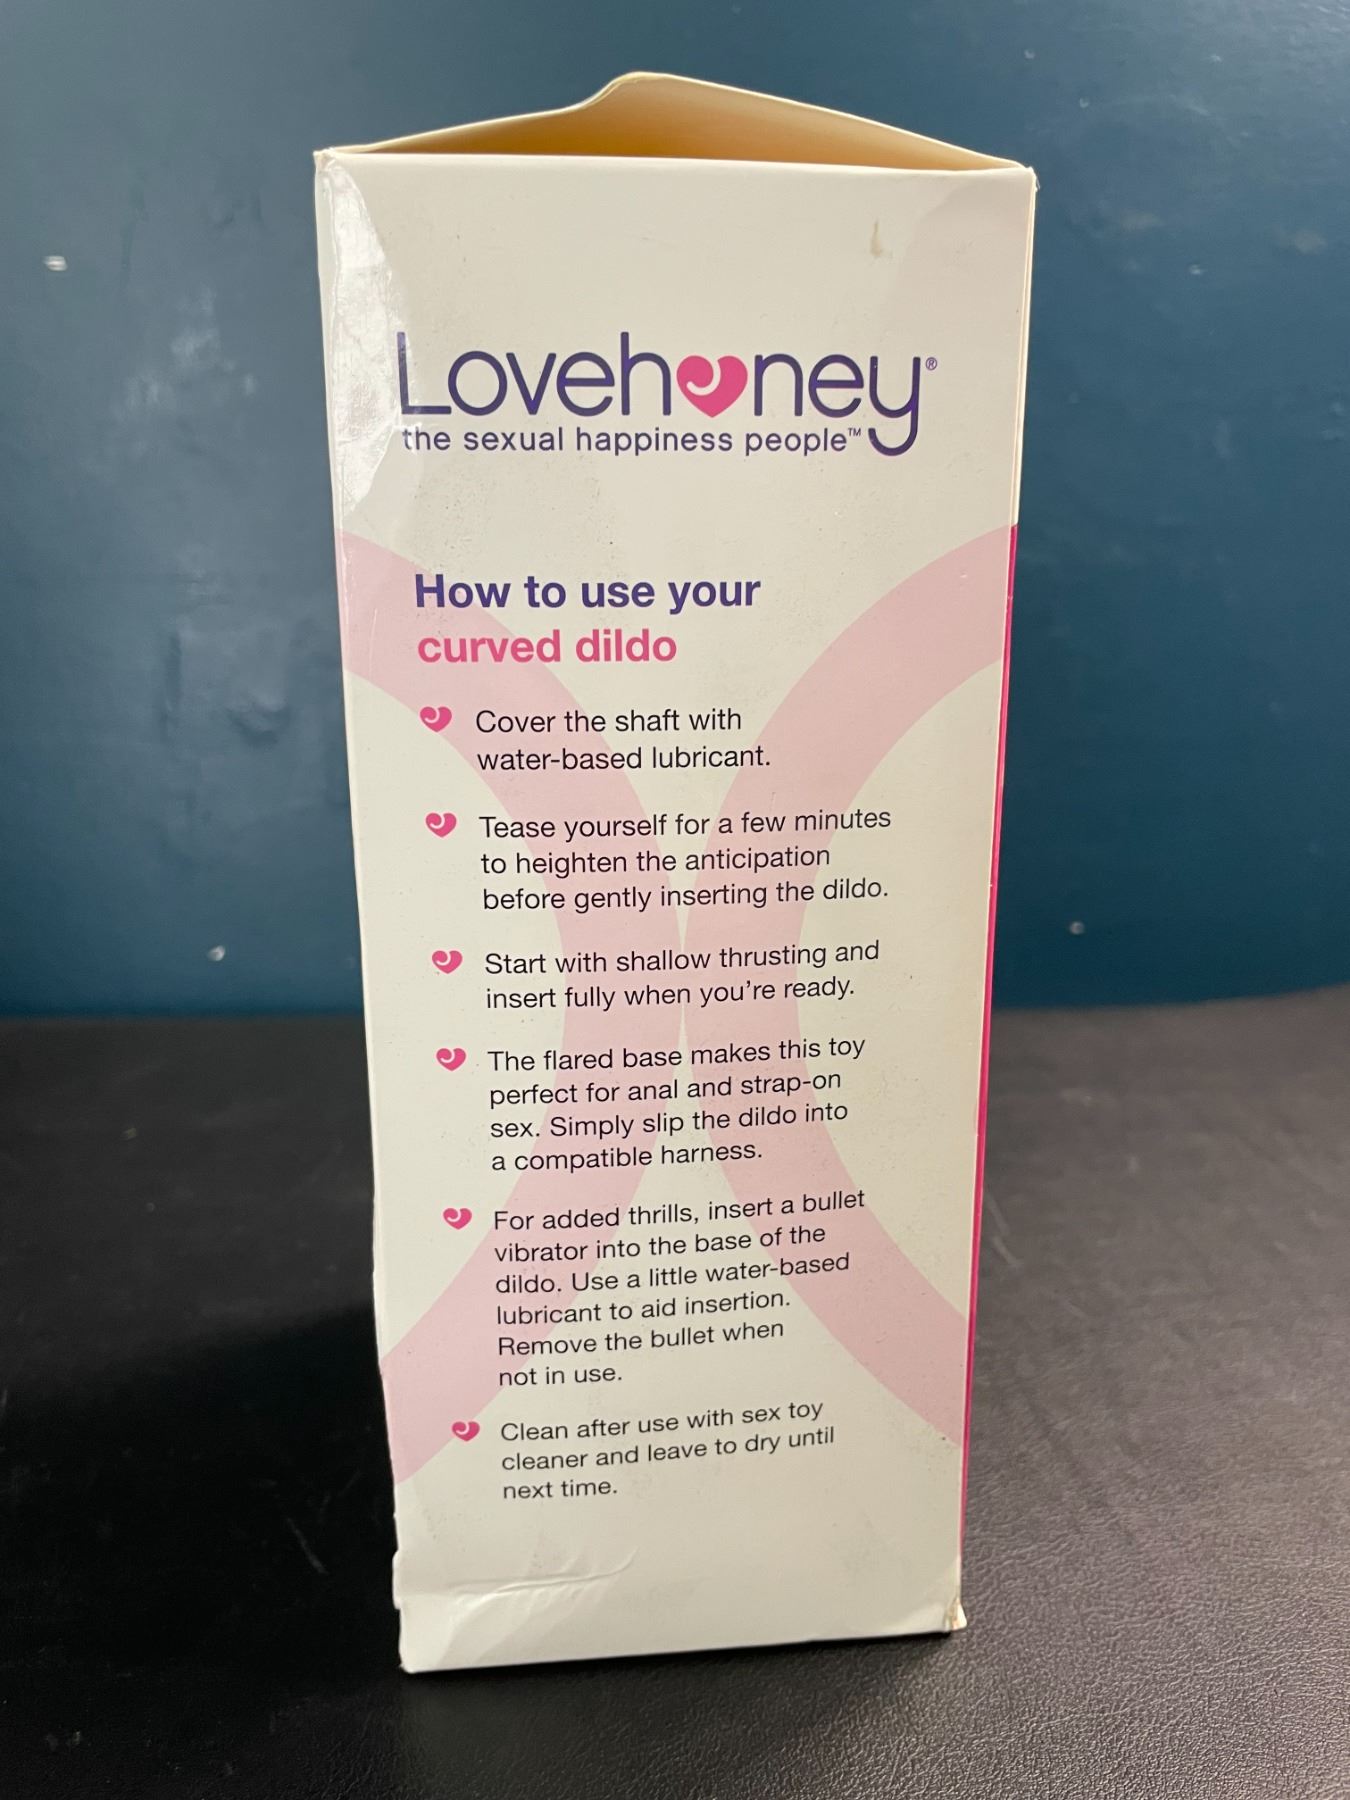 Lovehoney®
the sexual happiness people™
How to use your
curved dildo
Cover the shaft with
water-based lubricant.
Tease yourself for a few minutes
to heighten the anticipation
before gently inserting the dildo.
Start with shallow thrusting and
insert fully when you're ready.
The flared base makes this toy
perfect for anal and strap-on
sex. Simply slip the dildo into
a compatible harness.
For added thrills, insert a bullet
vibrator into the base of the
dildo. Use a little water-based
lubricant to aid insertion.
Remove the bullet when
not in use.
Clean after use with sex toy
cleaner and leave to dry until
next time.